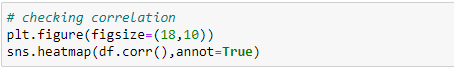 # checking correlation
plt.figure(figsize=(18,10))
sns.heatmap(df.corr(),annot=True)